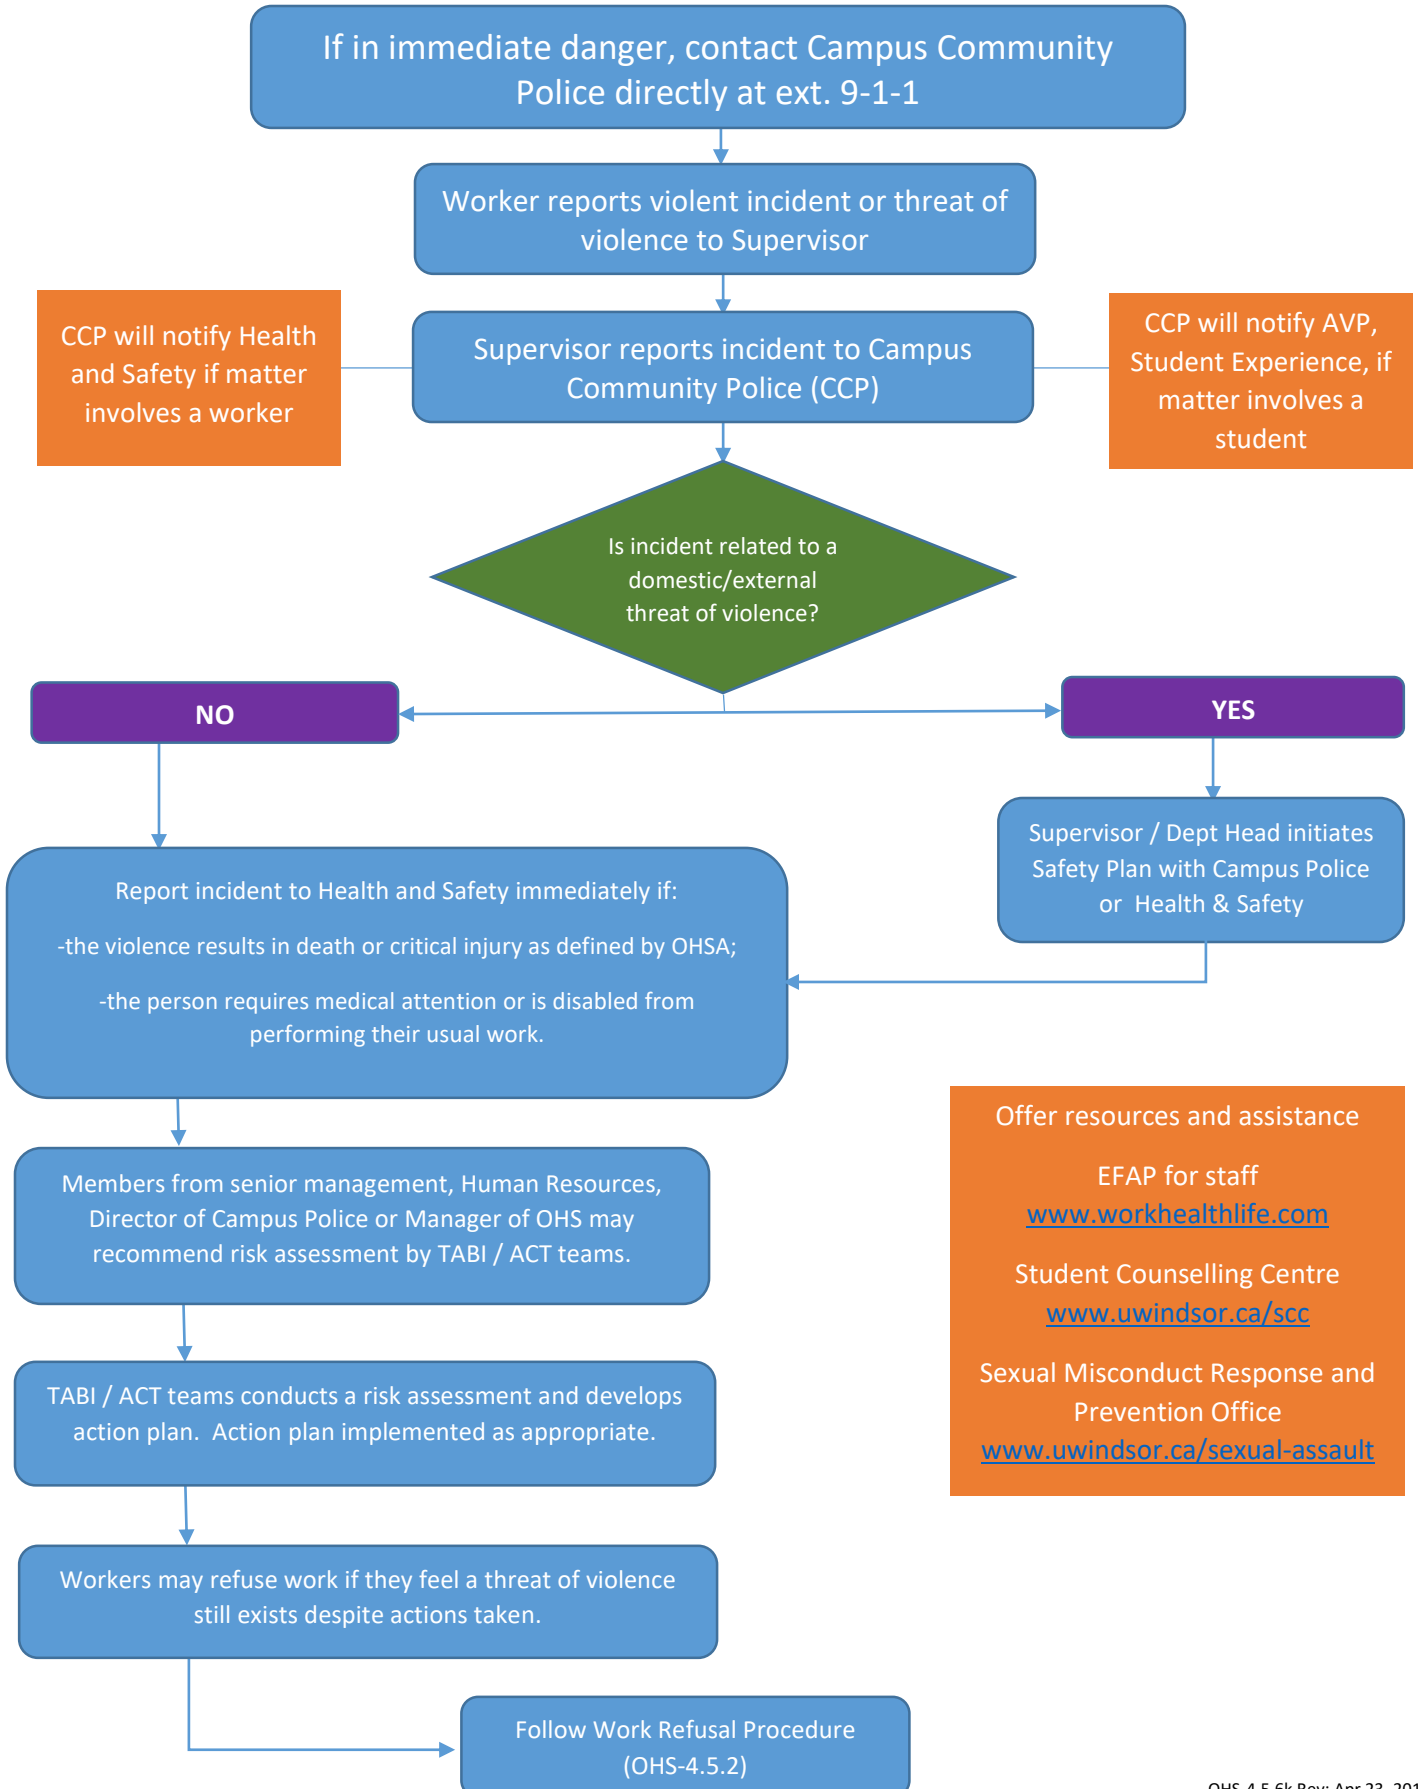 If in immediate danger, contact Campus Community
Police directly at ext. 9-1-1
Worker reports violent incident or threat of
violence to Supervisor
CCP will notify Health
and Safety if matter
involves a worker
Supervisor reports incident to Campus
Community Police (CCP)
CCP will notify AVP,
Student Experience, if
matter involves a
student
Is incident related to a
domestic/external
threat of violence?
NO
YES
Supervisor / Dept Head initiates
Safety Plan with Campus Police
or Health & Safety
Report incident to Health and Safety immediately if:
-the violence results in death or critical injury as defined by OHSA;
-the person requires medical attention or is disabled from
performing their usual work.
Members from senior management, Human Resources,
Director of Campus Police or Manager of OHS may
recommend risk assessment by TABI / ACT teams.
Offer resources and assistance
EFAP for staff
www.workhealthlife.com
Student Counselling Centre
www.uwindsor.ca/scc
Sexual Misconduct Response and
Prevention Office
www.uwindsor.ca/sexual-assault
TABI / ACT teams conducts a risk assessment and develops
action plan. Action plan implemented as appropriate.
Workers may refuse work if they feel a threat of violence
still exists despite actions taken.
Follow Work Refusal Procedure
(OHS-4.5.2)
OHS-4.5.6k Rev: Apr 23, 201